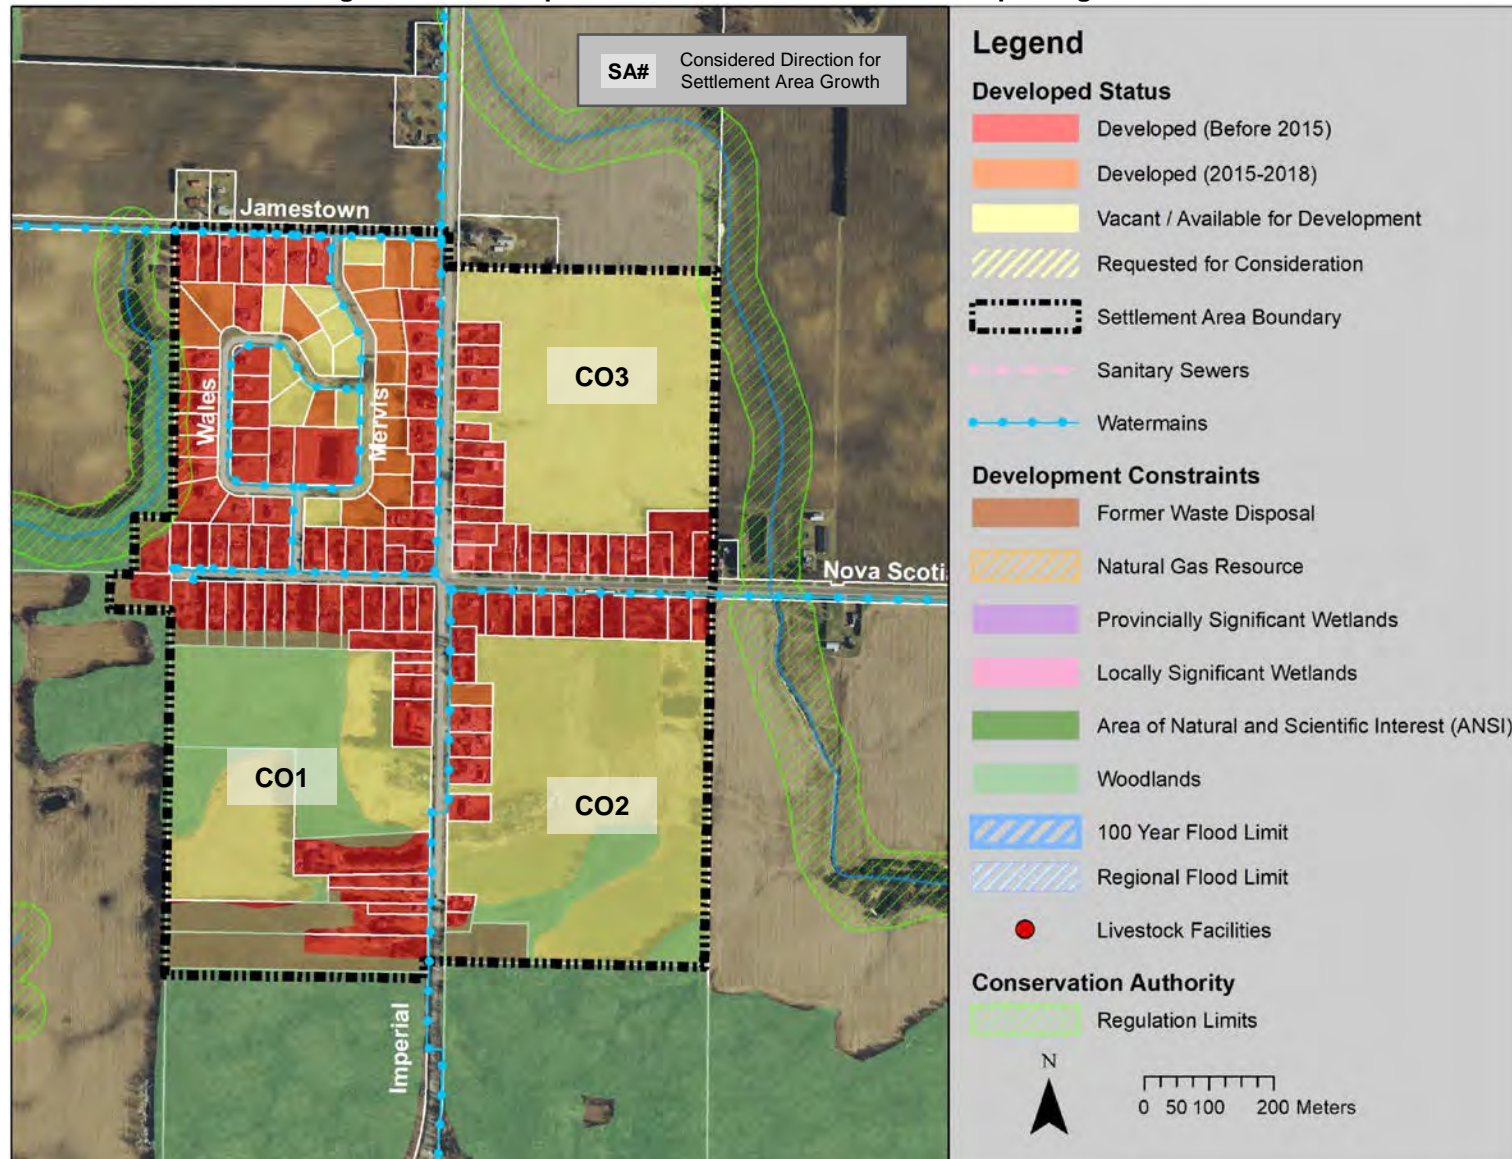 SA#
Considered Direction for
Settlement Area Growth
Jamestown
Wales
Mervis
CO3
Nova Scoti
CO1
CO2
Imperial
Legend
Developed Status
Developed (Before 2015)
Developed (2015-2018)
Vacant / Available for Development
Requested for Consideration
Settlement Area Boundary
Sanitary Sewers
Watermains
Development Constraints
Former Waste Disposal
Natural Gas Resource
Provincially Significant Wetlands
Locally Significant Wetlands
Area of Natural and Scientific Interest (ANSI)
Woodlands
100 Year Flood Limit
Regional Flood Limit
Livestock Facilities
Conservation Authority
Regulation Limits
N
0 50 100 200 Meters